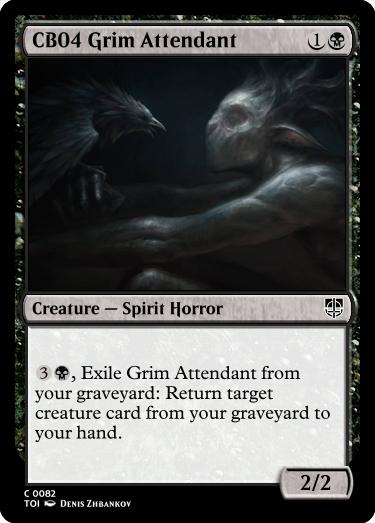 CB04 Grim Attendant 1
Creature — Spirit Horror
3 , Exile Grim Attendant from
your graveyard: Return target
creature card from your graveyard to
your hand.
2/2
C 0082
TOI Denis Zhbankov